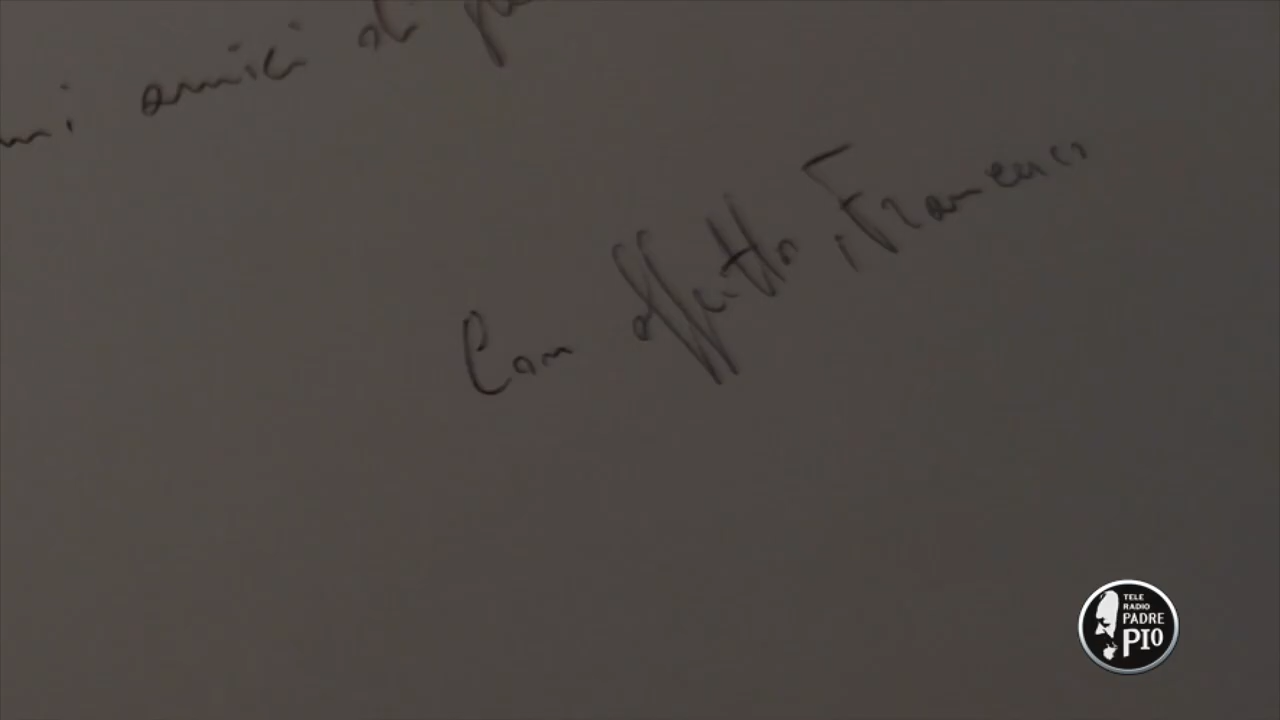 amici di
Con affetto, Francesco
TELE
RADIO
PADRE
PIO